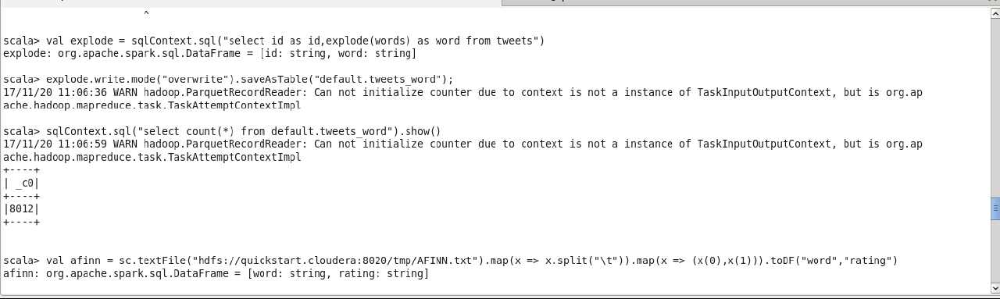 ^
scala> val explode = sqlContext.sql("select id as id,explode(words) as word from tweets")
explode: org.apache.spark.sql.DataFrame = [id: string, word: string]
scala> explode.write.mode("overwrite").saveAsTable("default.tweets_word");
17/11/20 11:06:36 WARN hadoop.ParquetRecordReader: Can not initialize counter due to context is not a instance of TaskInputOutputContext, but is org.ap
ache.hadoop.mapreduce.task.TaskAttemptContextImpl
scala> sqlContext.sql("select count(*) from default.tweets_word").show()
17/11/20 11:06:59 WARN hadoop.ParquetRecordReader: Can not initialize counter due to context is not a instance of TaskInputOutputContext, but is org.ap
ache.hadoop.mapreduce.task.TaskAttemptContextImpl
+----+
| _c0|
+----+
|8012|
+----+
scala> val afinn = sc.textFile("hdfs://quickstart.cloudera:8020/tmp/AFINN.txt").map(x => x.split("\t")).map(x => (x(0),x(1))).toDF("word","rating")
afinn: org.apache.spark.sql.DataFrame = [word: string, rating: string]